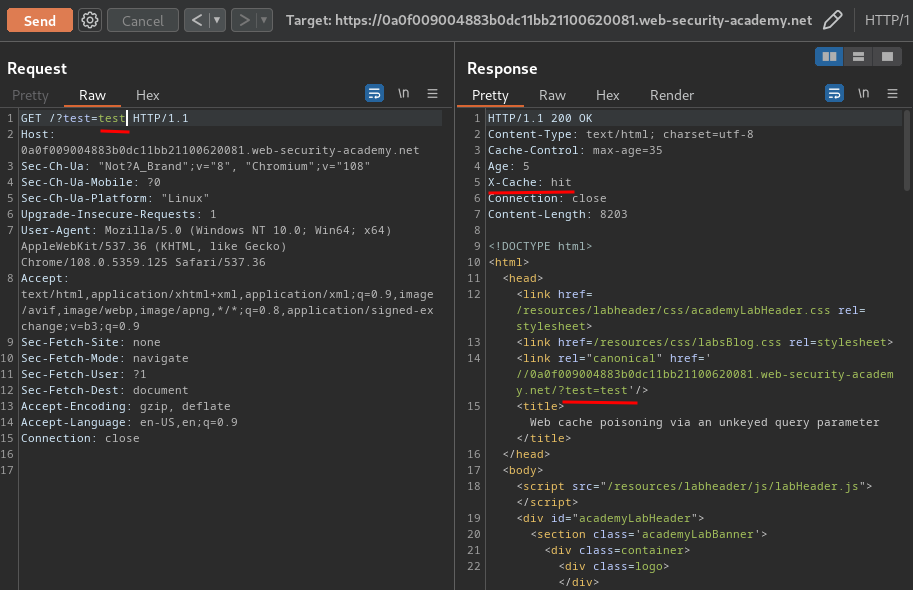 Send Cancel < > Target: https://0a0f009004883b0dc11bb21100620081.web-security-academy.net HTTP/1
Request
Pretty Raw Hex \n
1 GET /?test=test HTTP/1.1
2 Host:
0a0f009004883b0dc11bb21100620081.web-security-academy.net
3 Sec-Ch-Ua: "Not?A_Brand";v="8", "Chromium";v="108"
4 Sec-Ch-Ua-Mobile: ?0
5 Sec-Ch-Ua-Platform: "Linux"
6 Upgrade-Insecure-Requests: 1
7 User-Agent: Mozilla/5.0 (Windows NT 10.0; Win64; x64)
AppleWebKit/537.36 (KHTML, like Gecko)
Chrome/108.0.5359.125 Safari/537.36
8 Accept:
text/html,application/xhtml+xml,application/xml;q=0.9,image
/avif,image/webp,image/apng,*/*;q=0.8,application/signed-ex
change;v=b3;q=0.9
9 Sec-Fetch-Site: none
10 Sec-Fetch-Mode: navigate
11 Sec-Fetch-User: ?1
12 Sec-Fetch-Dest: document
13 Accept-Encoding: gzip, deflate
14 Accept-Language: en-US,en;q=0.9
15 Connection: close
16
17
Response
Pretty Raw Hex Render \n
1 HTTP/1.1 200 OK
2 Content-Type: text/html; charset=utf-8
3 Cache-Control: max-age=35
4 Age: 5
5 X-Cache: hit
6 Connection: close
7 Content-Length: 8203
8
9 <!DOCTYPE html>
10 <html>
11 <head>
12 <link href=
/resources/labheader/css/academyLabHeader.css rel=
stylesheet>
13 <link href=/resources/css/labsBlog.css rel=stylesheet>
14 <link rel="canonical" href='
//0a0f009004883b0dc11bb21100620081.web-security-academ
y.net/?test=test'/>
15 <title>
Web cache poisoning via an unkeyed query parameter
</title>
16 </head>
17 <body>
18 <script src="/resources/labheader/js/labHeader.js">
</script>
19 <div id="academyLabHeader">
20 <section class='academyLabBanner'>
21 <div class=container>
22 <div class=logo>
</div>